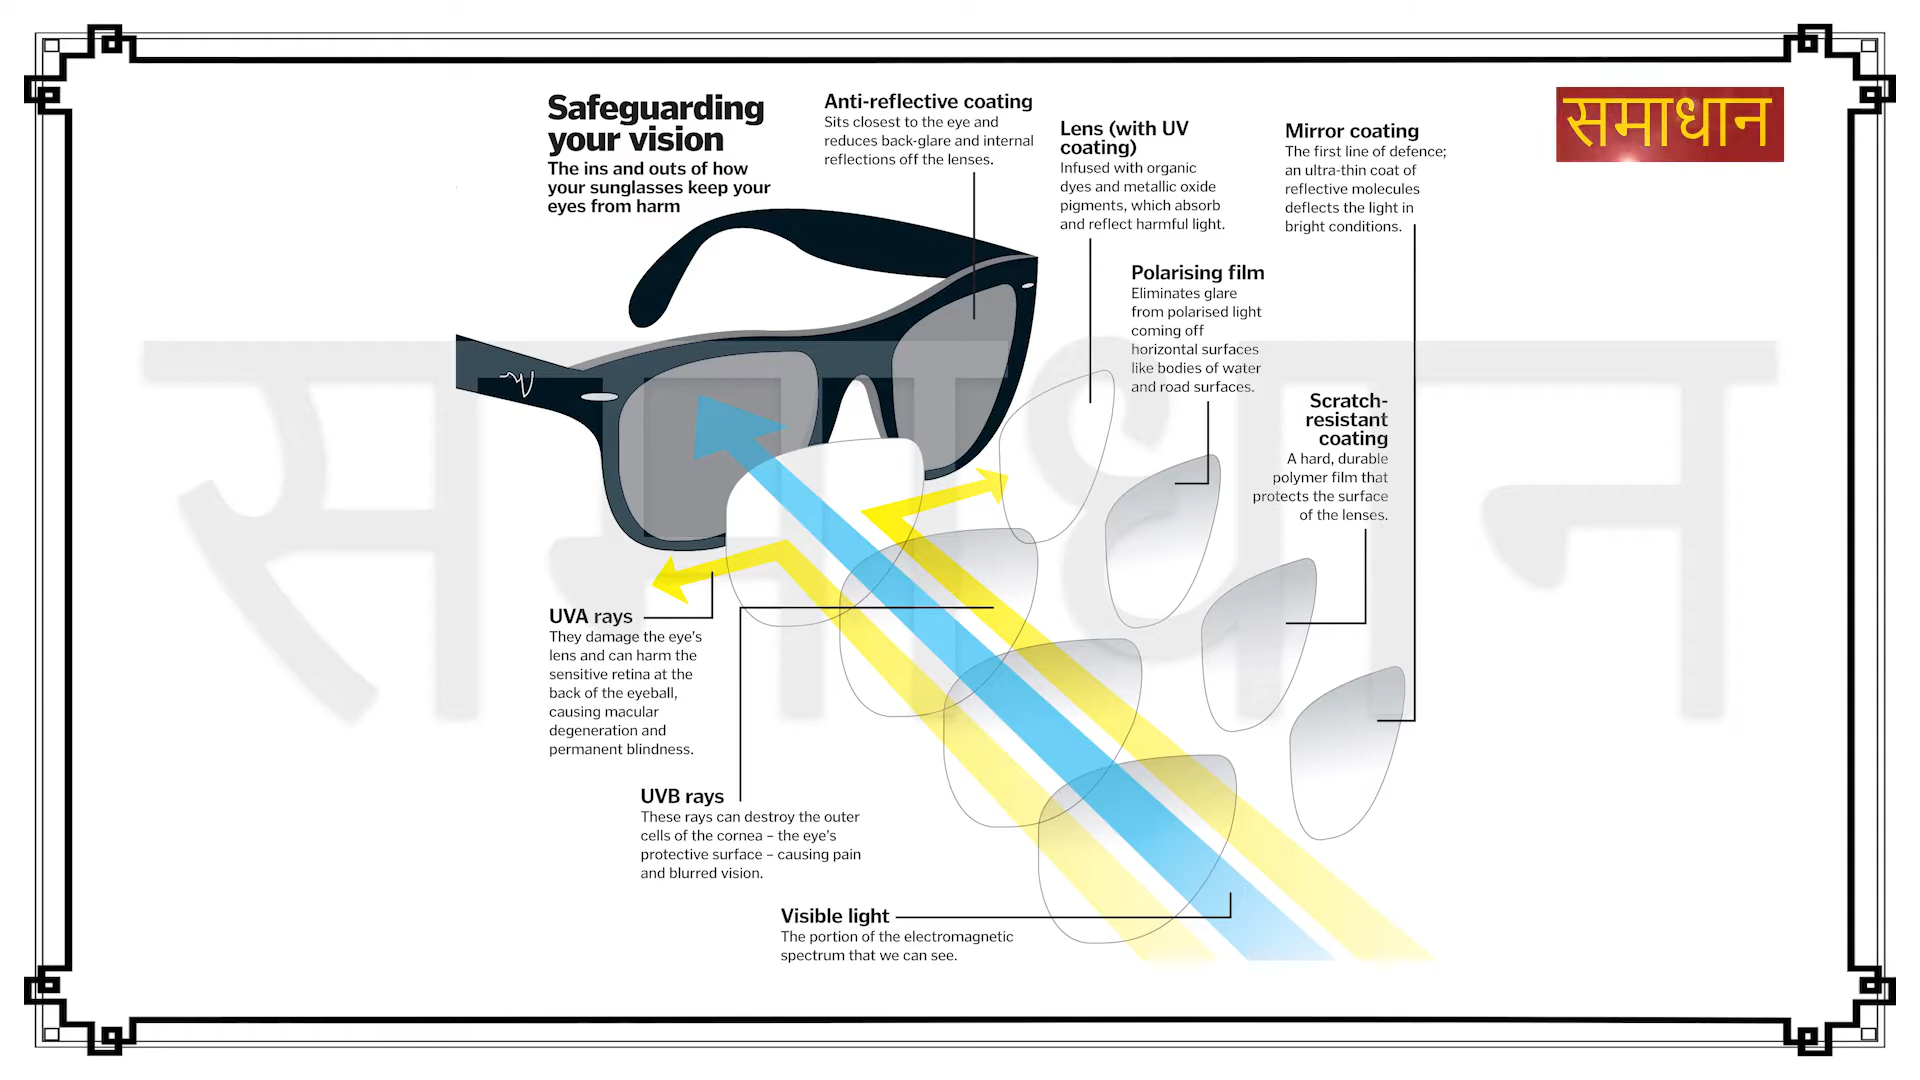 Safeguarding
your vision
The ins and outs of how
your sunglasses keep your
eyes from harm
Anti-reflective coating
Sits closest to the eye and
reduces back-glare and internal
reflections off the lenses.
Lens (with UV
coating)
Infused with organic
dyes and metallic oxide
pigments, which absorb
and reflect harmful light.
Mirror coating
The first line of defence;
an ultra-thin coat of
reflective molecules
deflects the light in
bright conditions.
समाधान
Polarising film
Eliminates glare
from polarised light
coming off
horizontal surfaces
like bodies of water
and road surfaces.
Scratch-
resistant
coating
A hard, durable
polymer film that
protects the surface
of the lenses.
UVA rays
They damage the eye’s
lens and can harm the
sensitive retina at the
back of the eyeball,
causing macular
degeneration and
permanent blindness.
UVB rays
These rays can destroy the outer
cells of the cornea – the eye’s
protective surface – causing pain
and blurred vision.
Visible light
The portion of the electromagnetic
spectrum that we can see.
समाधान